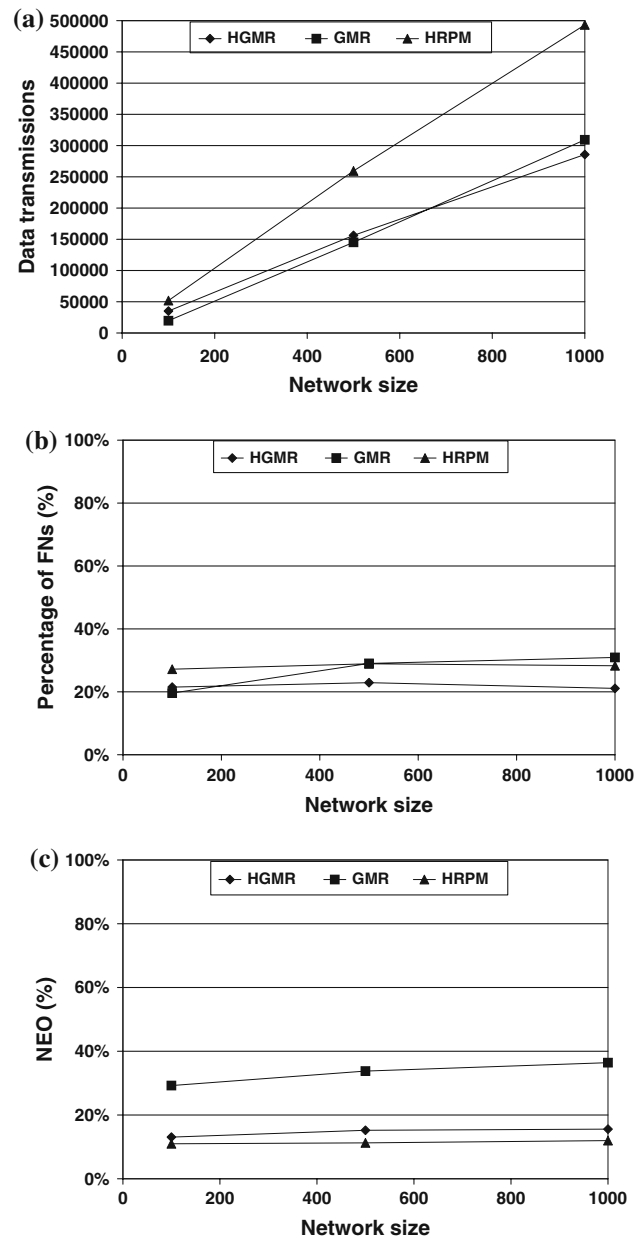 (a)
500000
HGMR GMR HRPM
450000
400000
350000
300000
250000
200000
150000
100000
50000
0
Data transmissions
0 200 400 600 800 1000
Network size
(b)
100%
HGMR GMR HRPM
80%
60%
40%
20%
0%
Percentage of FNs (%)
0 200 400 600 800 1000
Network size
(c)
100%
HGMR GMR HRPM
80%
60%
40%
20%
0%
NEO (%)
0 200 400 600 800 1000
Network size